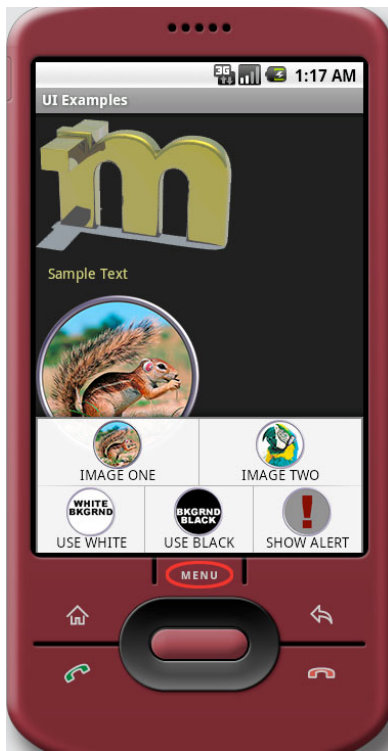 3G 1:17 AM
UI Examples
m
Sample Text
IMAGE ONE IMAGE TWO
WHITE BKGRND
BKGRND BLACK
USE WHITE USE BLACK SHOW ALERT
MENU